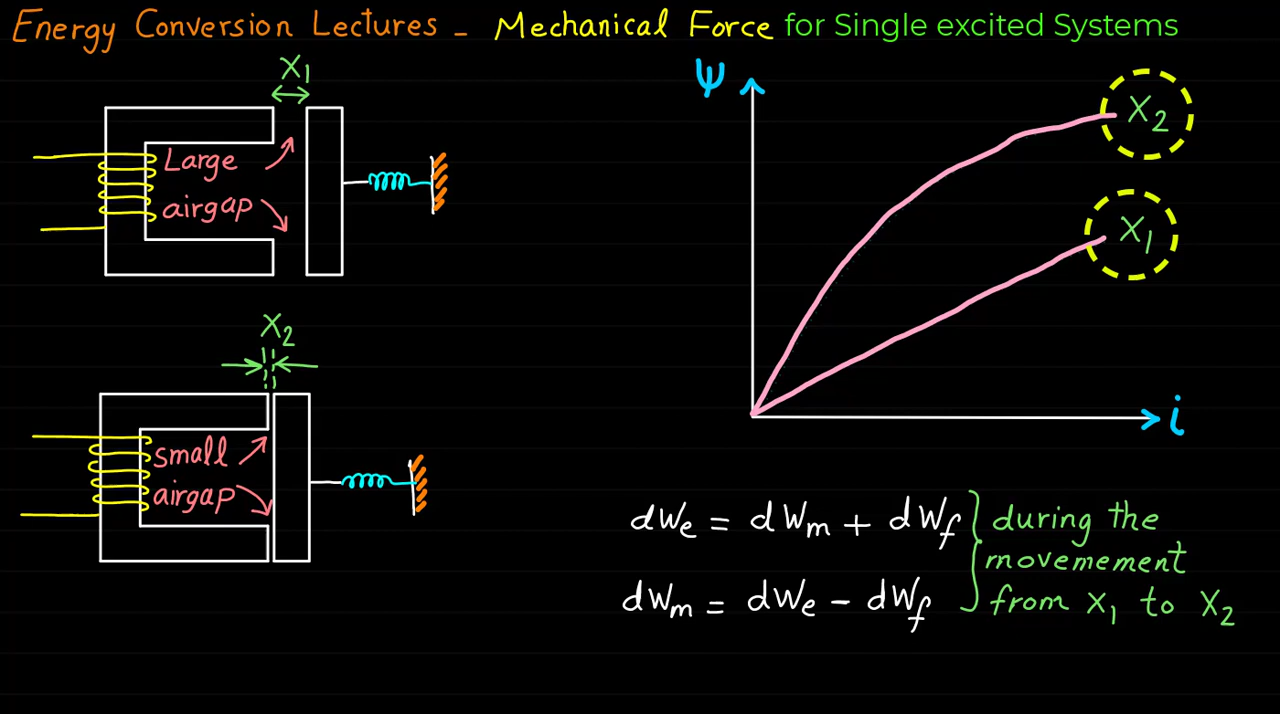 Energy Conversion Lectures - Mechanical Force for Single excited Systems
X1
Large
airgap
X2
small
airgap
Ψ
X2
X1
i
dWe = dWm + dWf
dWm = dWe - dWf
during the
movemement
from X1 to X2